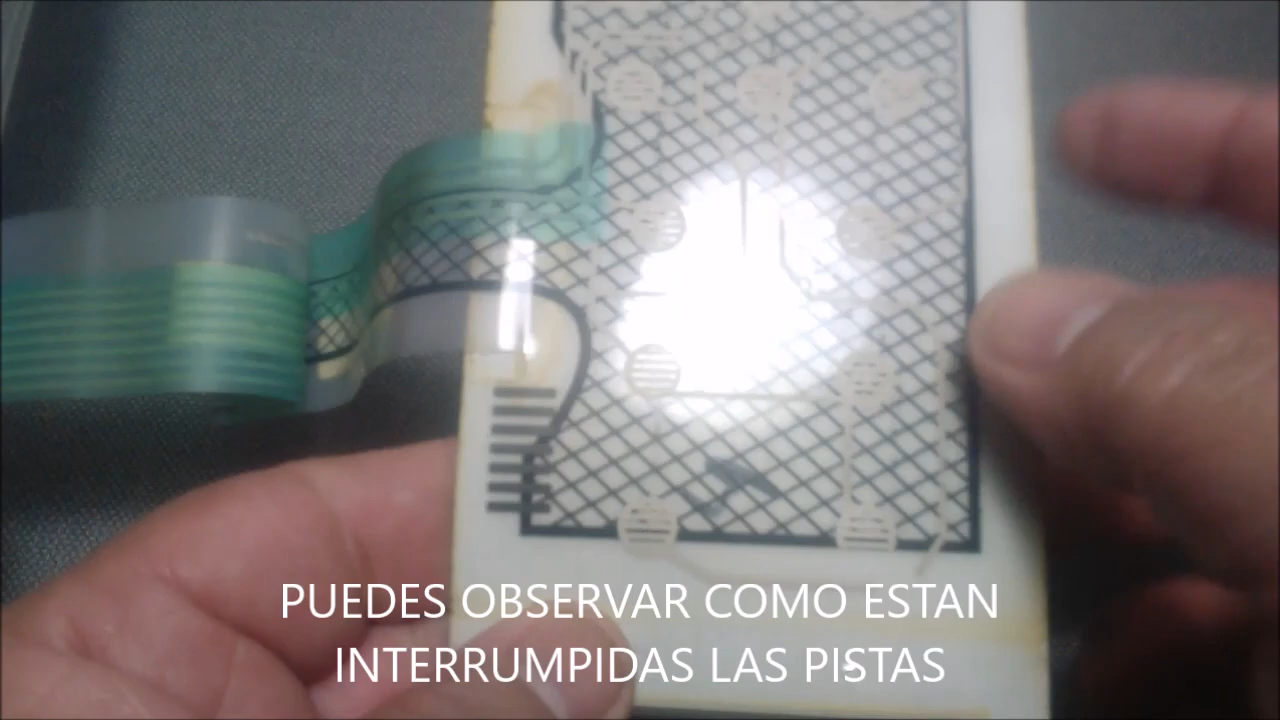 PUEDES OBSERVAR COMO ESTAN
INTERRUMPIDAS LAS PISTAS